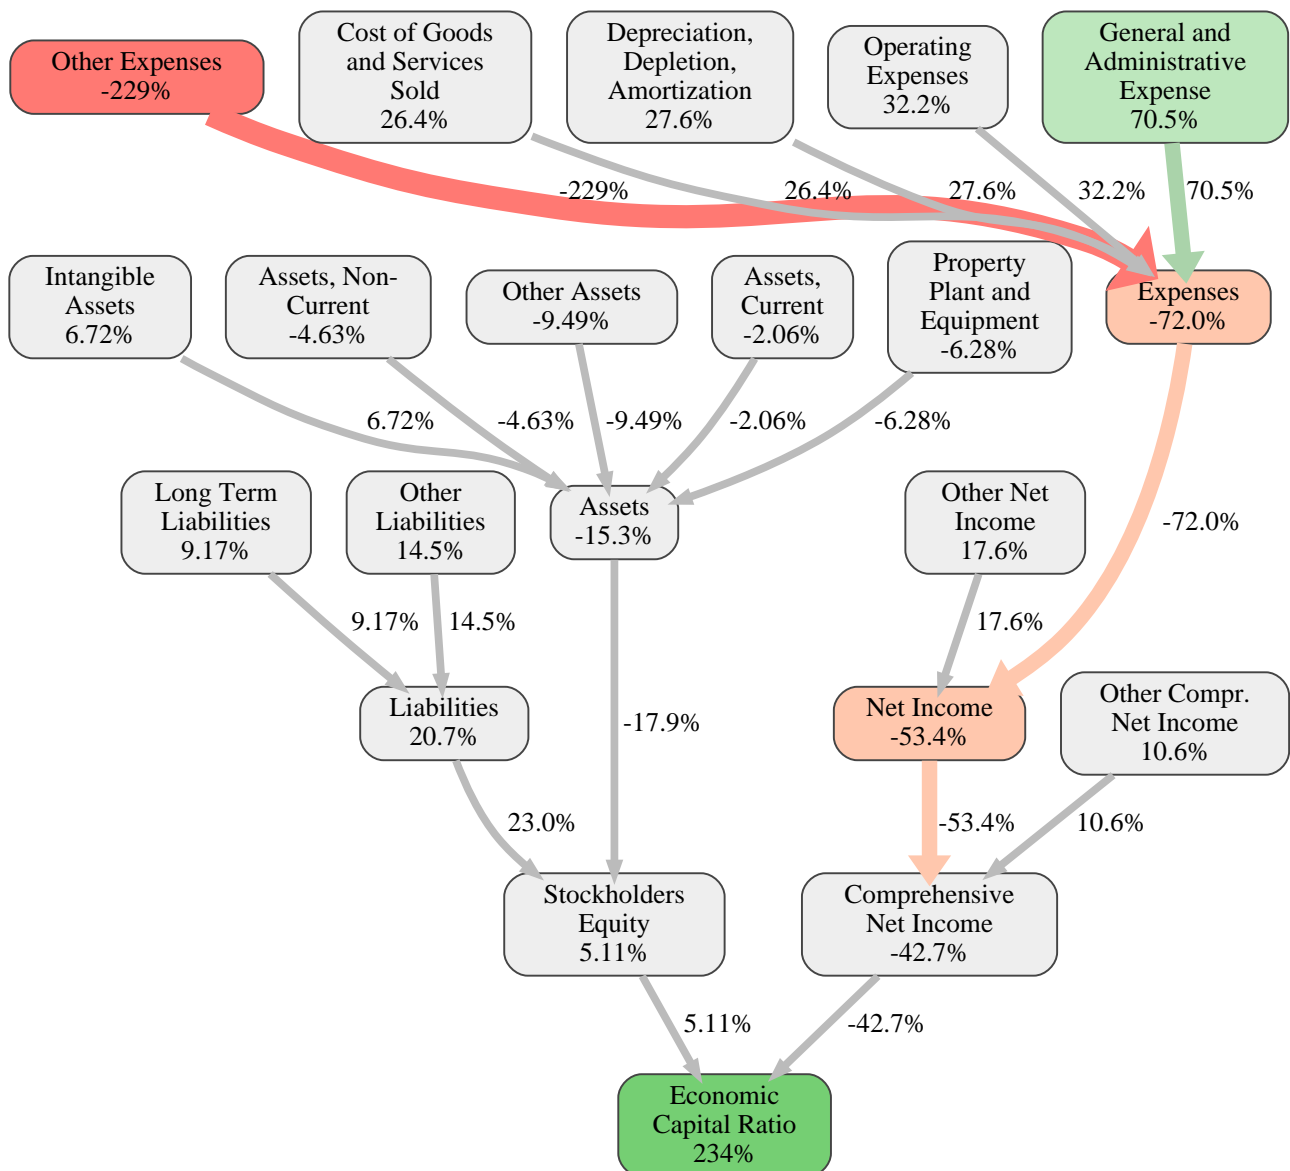 Other Expenses
-229%
Cost of Goods
and Services
Sold
26.4%
Depreciation,
Depletion,
Amortization
27.6%
Operating
Expenses
32.2%
General and
Administrative
Expense
70.5%
-229%
26.4%
27.6%
32.2%
70.5%
Intangible
Assets
6.72%
Assets, Non-
Current
-4.63%
Other Assets
-9.49%
Assets,
Current
-2.06%
Property
Plant and
Equipment
-6.28%
Expenses
-72.0%
6.72%
-4.63%
-9.49%
-2.06%
-6.28%
Long Term
Liabilities
9.17%
Other
Liabilities
14.5%
Assets
-15.3%
Other Net
Income
17.6%
-72.0%
9.17%
14.5%
17.6%
Liabilities
20.7%
-17.9%
Net Income
-53.4%
Other Compr.
Net Income
10.6%
23.0%
-53.4%
10.6%
Stockholders
Equity
5.11%
Comprehensive
Net Income
-42.7%
5.11%
-42.7%
Economic
Capital Ratio
234%